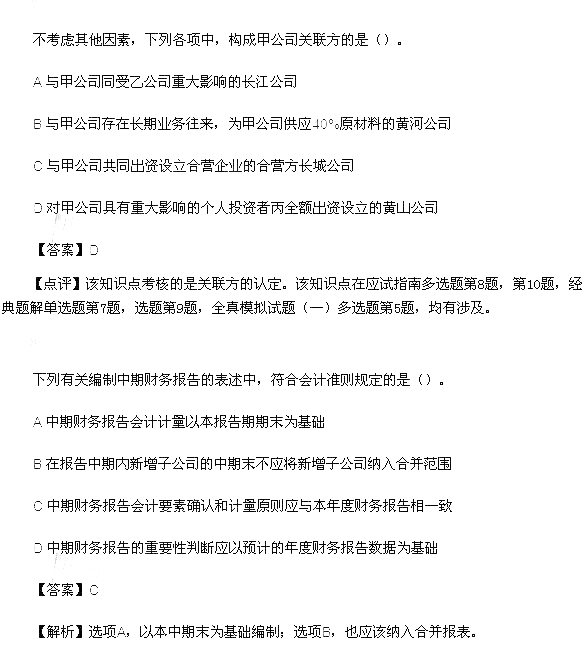 不考虑其他因素，下列各项中，构成甲公司关联方的是（）。
A 与甲公司同受乙公司重大影响的长江公司
B 与甲公司存在长期业务往来，为甲公司供应40%原材料的黄河公司
C 与甲公司共同出资设立合营企业的合营方长城公司
D 对甲公司具有重大影响的个人投资者丙全额出资设立的黄山公司
【答案】D
【点评】该知识点考核的是关联方的认定。该知识点在应试指南多选题第8题，第10题，经
典题解单选题第7题，选题第9题，全真模拟试题（一）多选题第5题，均有涉及。
下列有关编制中期财务报告的表述中，符合会计准则规定的是（）。
A 中期财务报告会计计量以本报告期期末为基础
B 在报告中期内新增子公司的中期末不应将新增子公司纳入合并范围
C 中期财务报告会计要素确认和计量原则应与本年度财务报告相一致
D 中期财务报告的重要性判断应以预计的年度财务报告数据为基础
【答案】C
【解析】选项A，以本中期末为基础编制；选项B，也应该纳入合并报表。